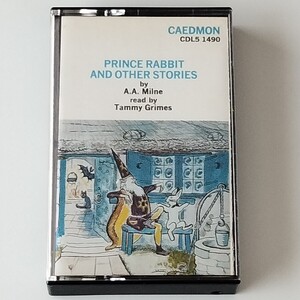 CAEDMON
CDL5 1490
PRINCE RABBIT
AND OTHER STORIES
by
A.A. Milne
read by
Tammy Grimes